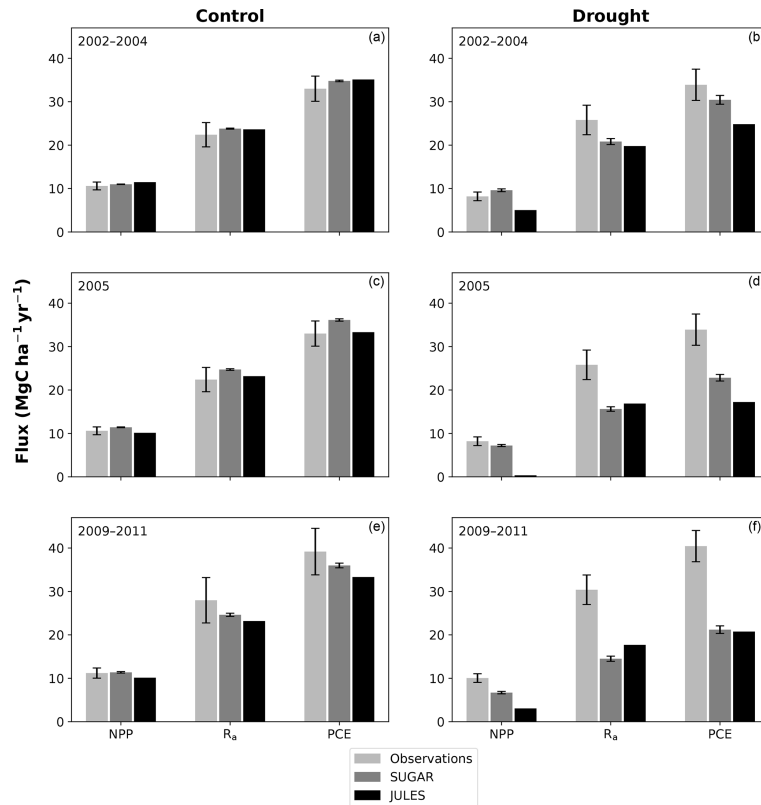 Control
Drought
2002–2004
(a)
40
30
20
10
0
2002–2004
(b
40
30
20
10
0
2005
(c)
40
30
20
10
0
2005
(d
40
30
20
10
0
2009–2011
(e)
40
30
20
10
0
NPP
Rₐ
PCE
2009–2011
(f)
40
30
20
10
0
NPP
Rₐ
PCE
Flux (MgC ha⁻¹ yr⁻¹)
Observations
SUGAR
JULES